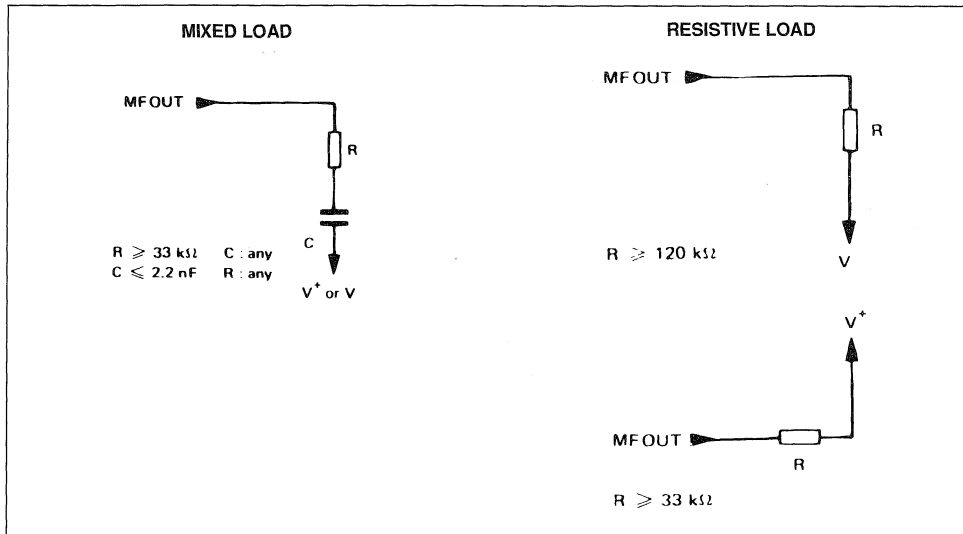 MIXED LOAD
MFOUT
R
C
R ⩾ 33 kΩ C : any
C ⩽ 2.2 nF R : any
V⁺ or V
RESISTIVE LOAD
MFOUT
R
R ⩾ 120 kΩ
V
V⁺
MFOUT
R
R ⩾ 33 kΩ